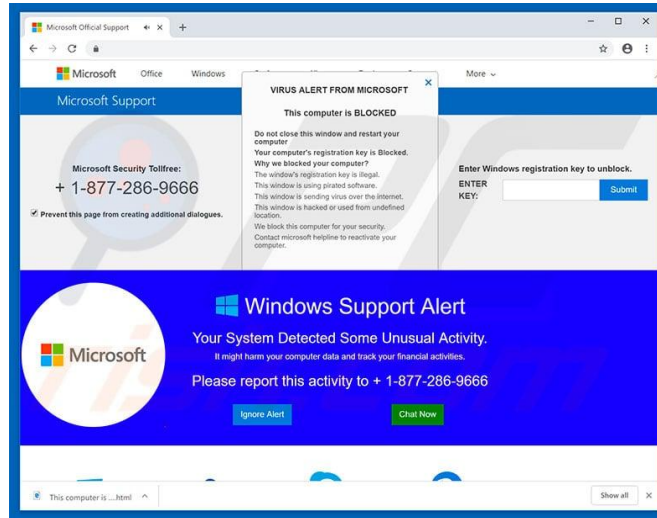 Microsoft Official Support
Microsoft
Office
Windows
More
Microsoft Support
VIRUS ALERT FROM MICROSOFT
This computer is BLOCKED
Do not close this window and restart your
computer
Your computer's registration key is Blocked.
Why we blocked your computer?
The window's registration key is illegal.
This window is using pirated software.
This window is sending virus over the internet.
This window is hacked or used from undefined
location.
We block this computer for your security.
Contact microsoft helpline to reactivate your
computer.
Microsoft Security Tollfree:
+ 1-877-286-9666
Prevent this page from creating additional dialogues.
Enter Windows registration key to unblock.
ENTER
KEY:
Submit
Microsoft
Windows Support Alert
Your System Detected Some Unusual Activity.
It might harm your computer data and track your financial activities.
Please report this activity to + 1-877-286-9666
Ignore Alert
Chat Now
This computer is ....html
Show all